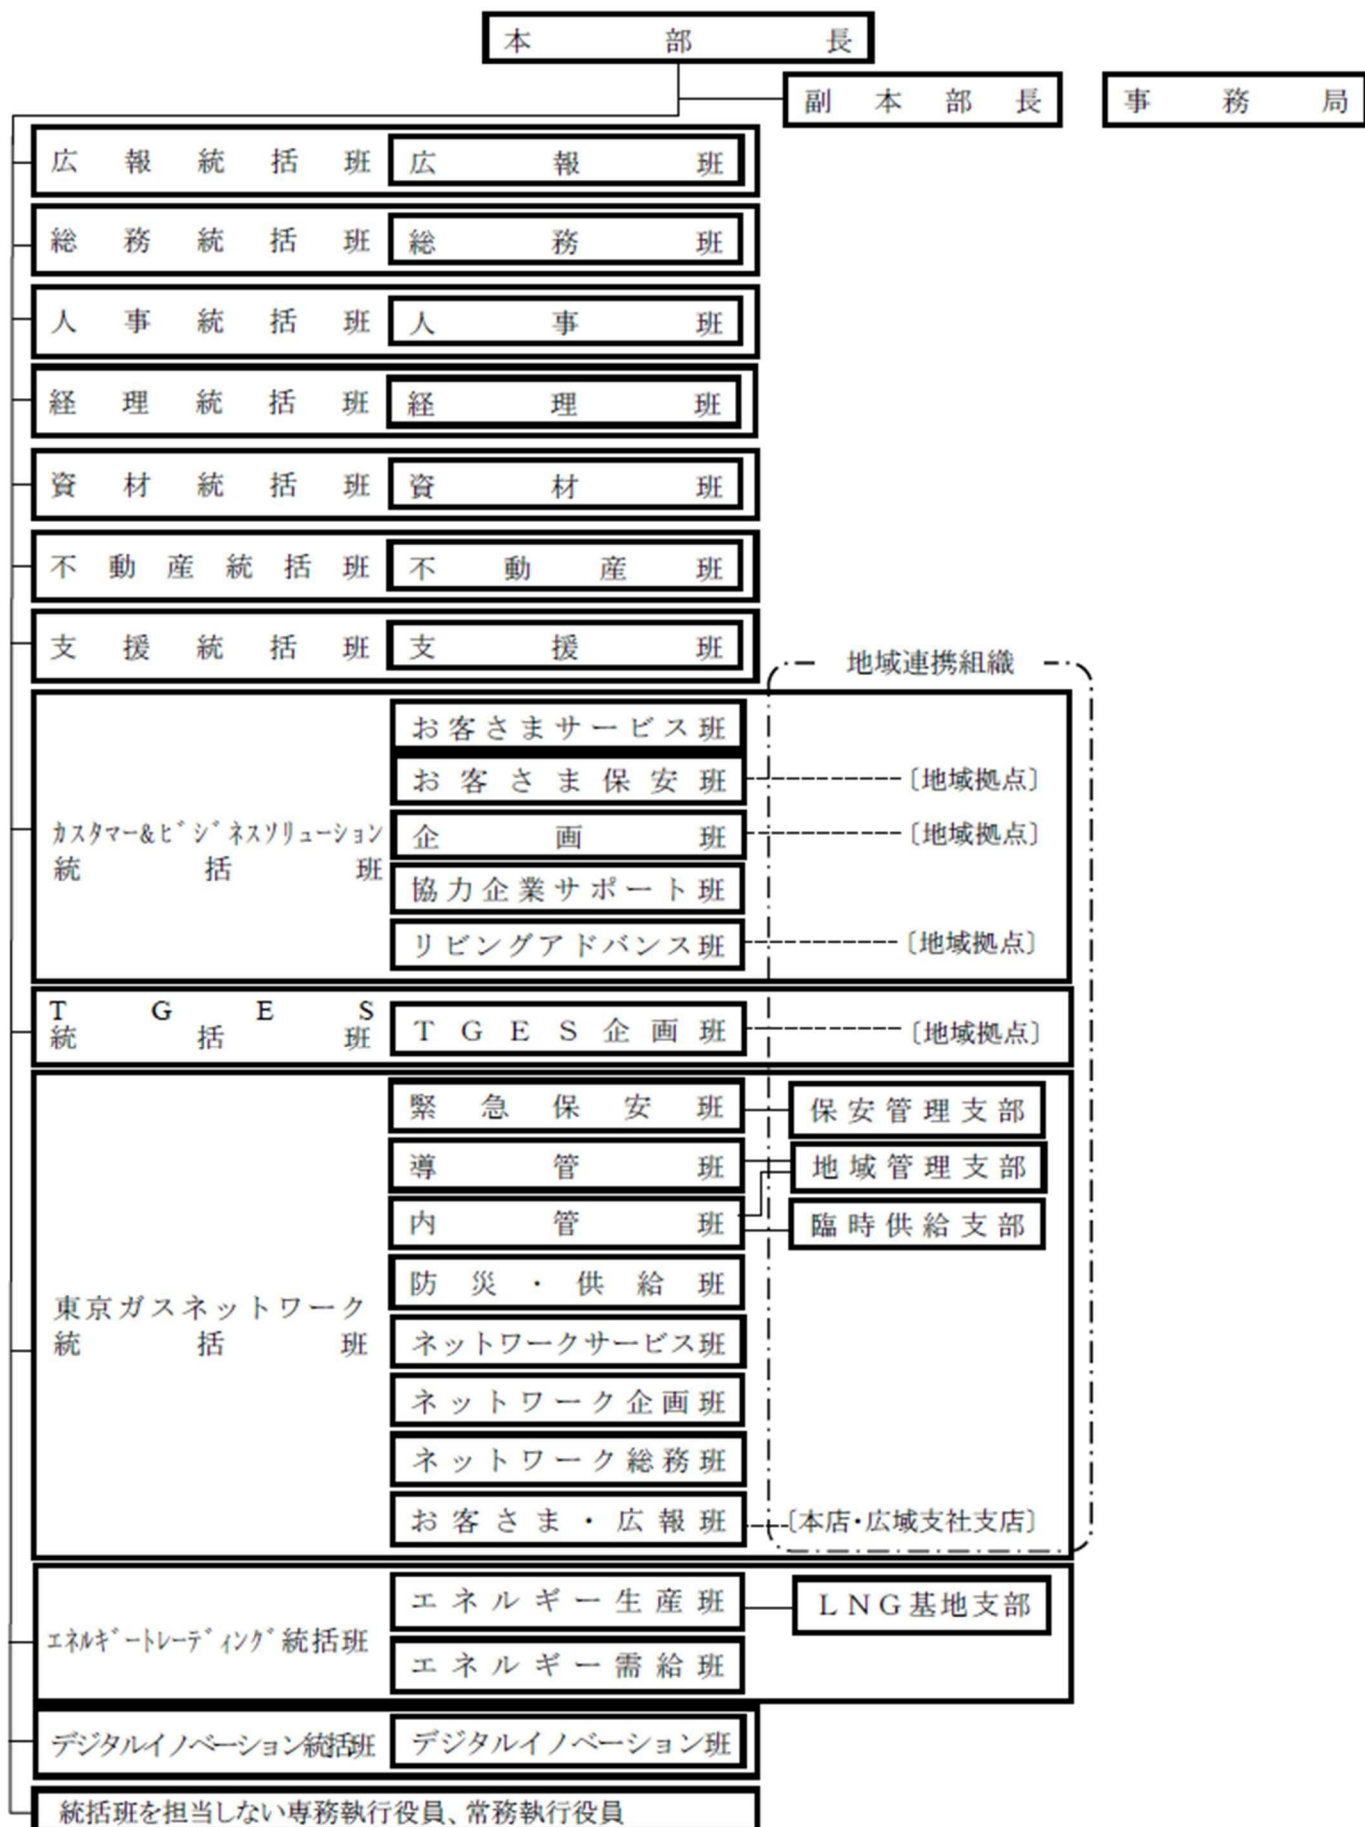 本部長
副本部長
事務局
広報統括班
広報班
総務統括班
総務班
人事統括班
人事班
経理統括班
経理班
資材統括班
資材班
不動産統括班
不動産班
支援統括班
支援班
地域連携組織
カスタマー&ビジネスソリューション
統括班
お客さまサービス班
お客さま保安班
〔地域拠点〕
企画班
〔地域拠点〕
協力企業サポート班
リビングアドバンス班
〔地域拠点〕
TGES
統括班
TGES企画班
〔地域拠点〕
東京ガスネットワーク
統括班
緊急保安班
保安管理支部
導管班
地域管理支部
内管班
臨時供給支部
防災・供給班
ネットワークサービス班
ネットワーク企画班
ネットワーク総務班
お客さま・広報班
〔本店・広域支社支店〕
エネルギートレーディング統括班
エネルギー生産班
LNG基地支部
エネルギー需給班
デジタルイノベーション統括班
デジタルイノベーション班
統括班を担当しない専務執行役員、常務執行役員